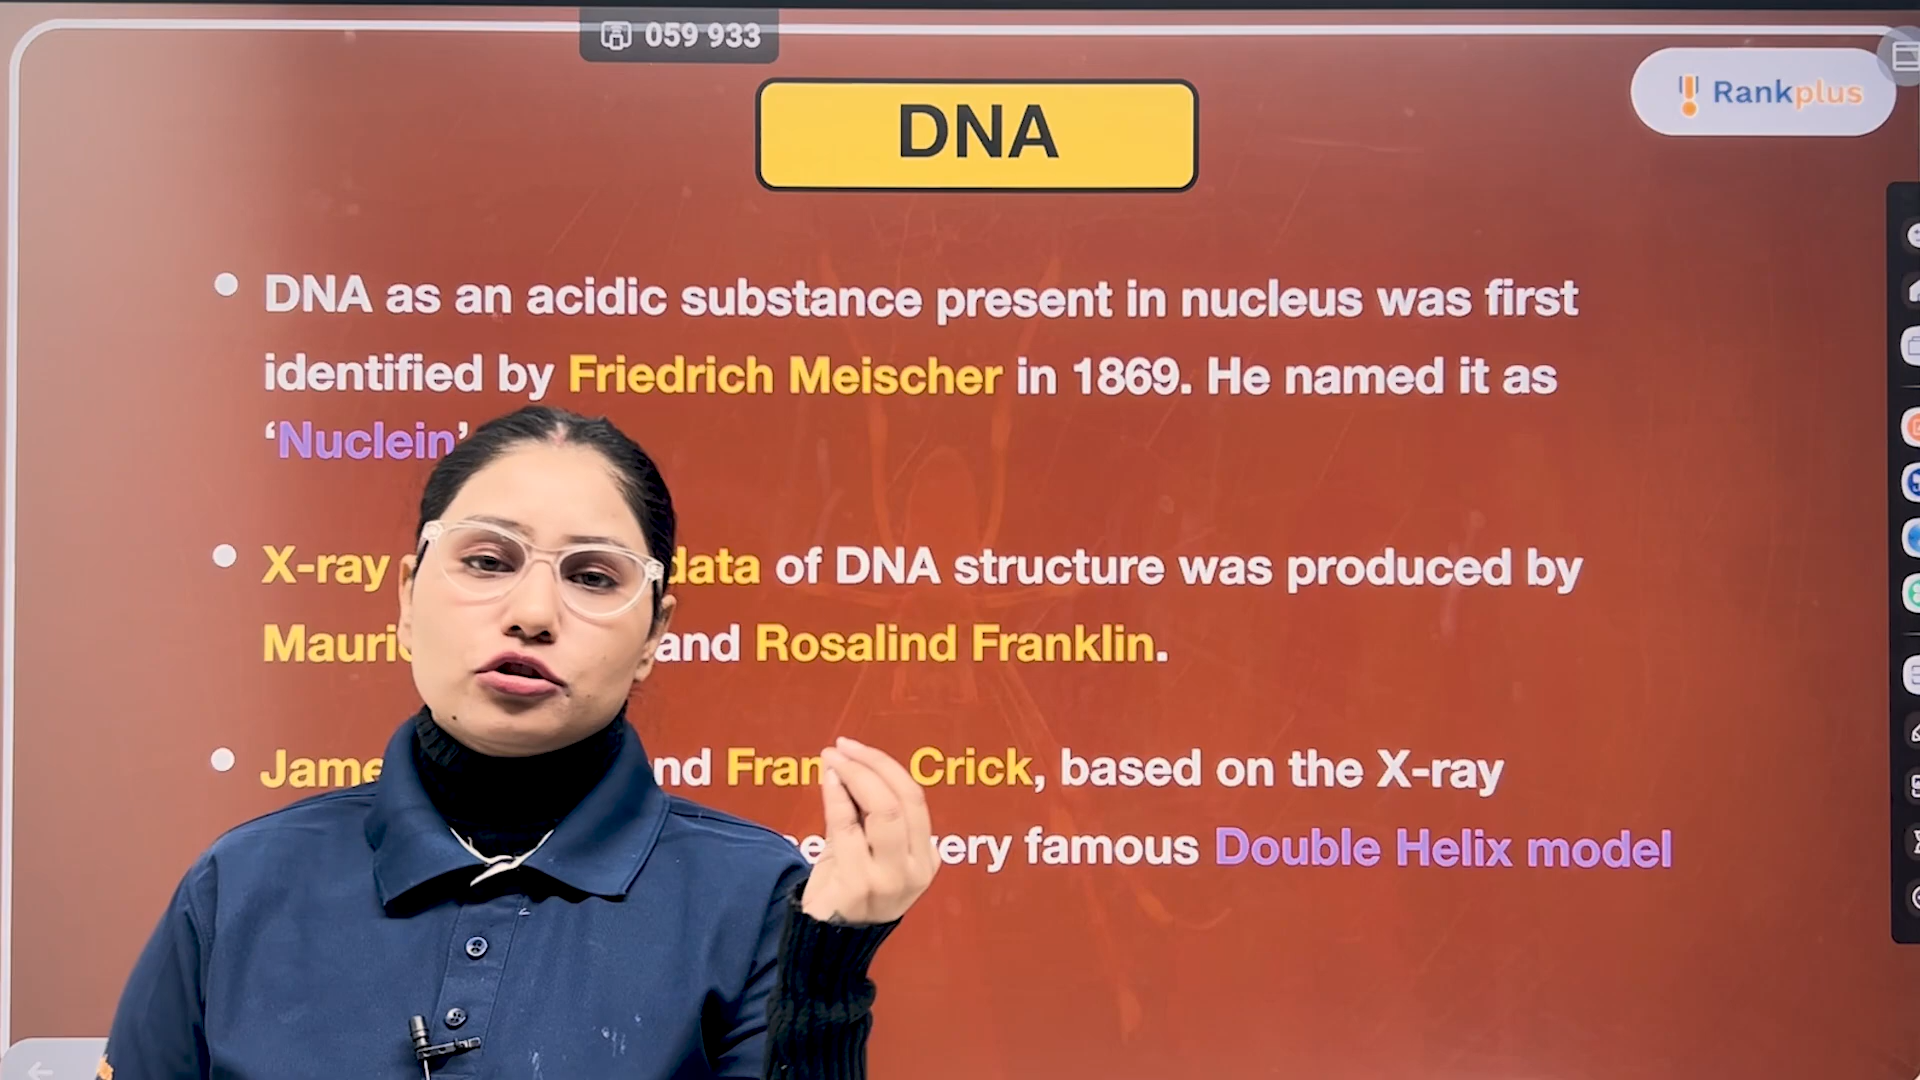 059 933
Rankplus
DNA
DNA as an acidic substance present in nucleus was first
identified by Friedrich Meischer in 1869. He named it as
‘Nuclein’
X-ray data of DNA structure was produced by
and Rosalind Franklin.
Crick, based on the X-ray
famous Double Helix model